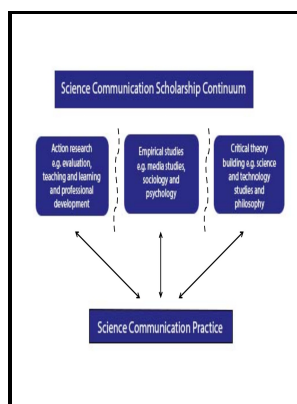 Science Communication Scholarship Continuum
Action research
e.g. evaluation,
teaching and learning
and professional
development
Empirical studies
e.g. media studies,
sociology and
psychology
Critical theory
building e.g. science
and technology
studies and
philosophy
Science Communication Practice